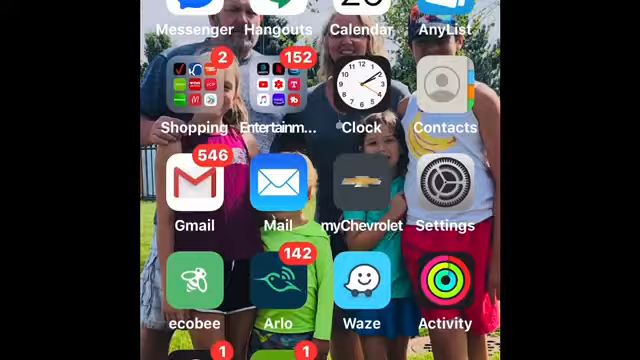 Messenger Hangouts Calendar AnyList
2 152
Shopping Entertainm... Clock Contacts
546
Gmail Mail myChevrolet Settings
142
ecobee Arlo Waze Activity
1 1